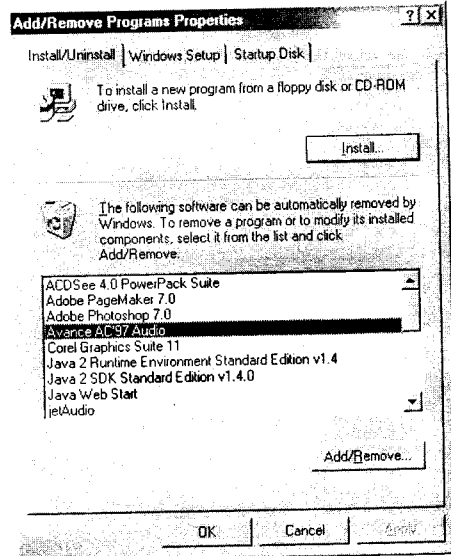 Add/Remove Programs Properties
Install/Uninstall Windows Setup Startup Disk
To install a new program from a floppy disk or CD-ROM
drive, click Install.
Install...
The following software can be automatically removed by
Windows. To remove a program or to modify its installed
components, select it from the list and click
Add/Remove.
ACDSee 4.0 PowerPack Suite
Adobe PageMaker 7.0
Adobe Photoshop 7.0
Avance AC'97 Audio
Corel Graphics Suite 11
Java 2 Runtime Environment Standard Edition v1.4
Java 2 SDK Standard Edition v1.4.0
Java Web Start
jetAudio
Add/Remove...
OK Cancel Apply